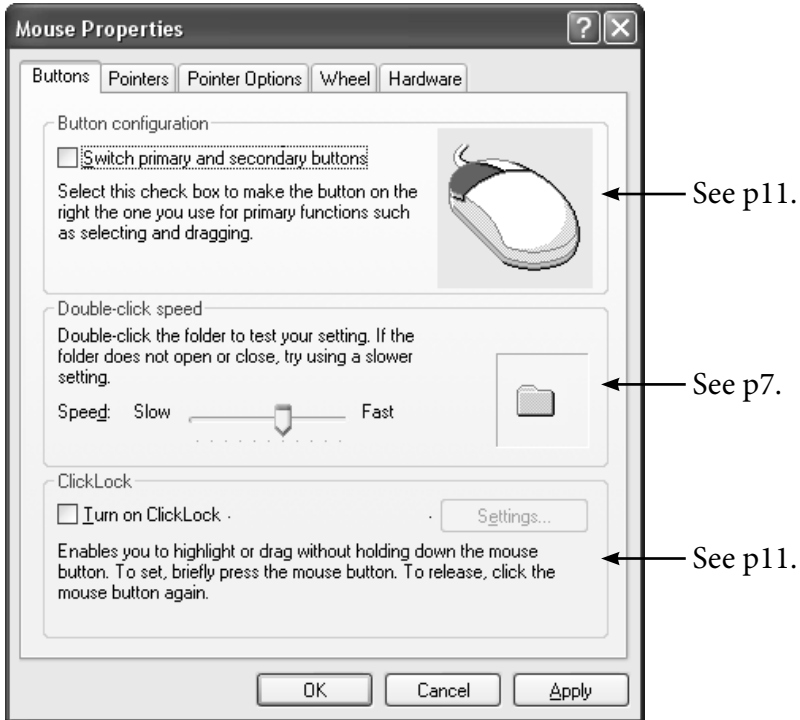 Mouse Properties
Buttons Pointers Pointer Options Wheel Hardware
Button configuration
Switch primary and secondary buttons
Select this check box to make the button on the
right the one you use for primary functions such
as selecting and dragging.
See p11.
Double-click speed
Double-click the folder to test your setting. If the
folder does not open or close, try using a slower
setting.
See p7.
Speed: Slow Fast
ClickLock
Turn on ClickLock
Settings...
Enables you to highlight or drag without holding down the mouse
button. To set, briefly press the mouse button. To release, click the
mouse button again.
See p11.
OK Cancel Apply